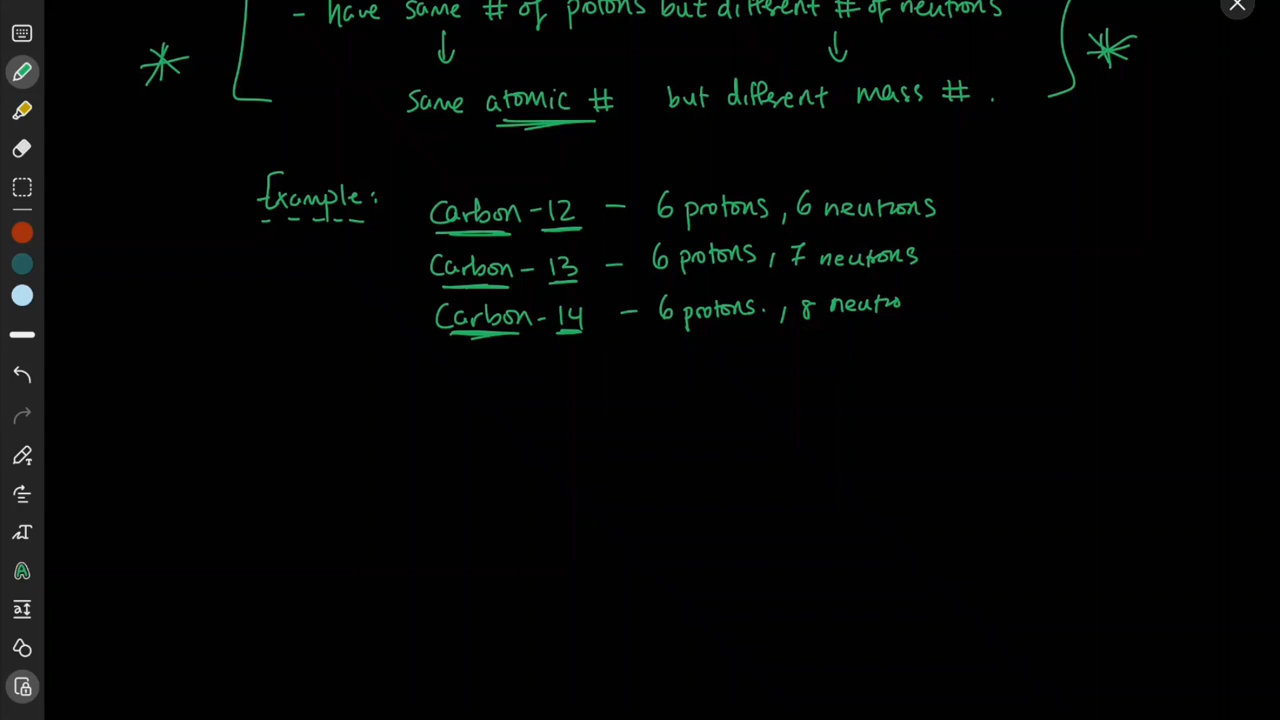 - have same # of protons but different # of neutrons
↓ ↓
* same atomic # but different mass # . *
Example:
Carbon - 12 - 6 protons, 6 neutrons
Carbon - 13 - 6 protons, 7 neutrons
Carbon - 14 - 6 protons. , 8 neutro